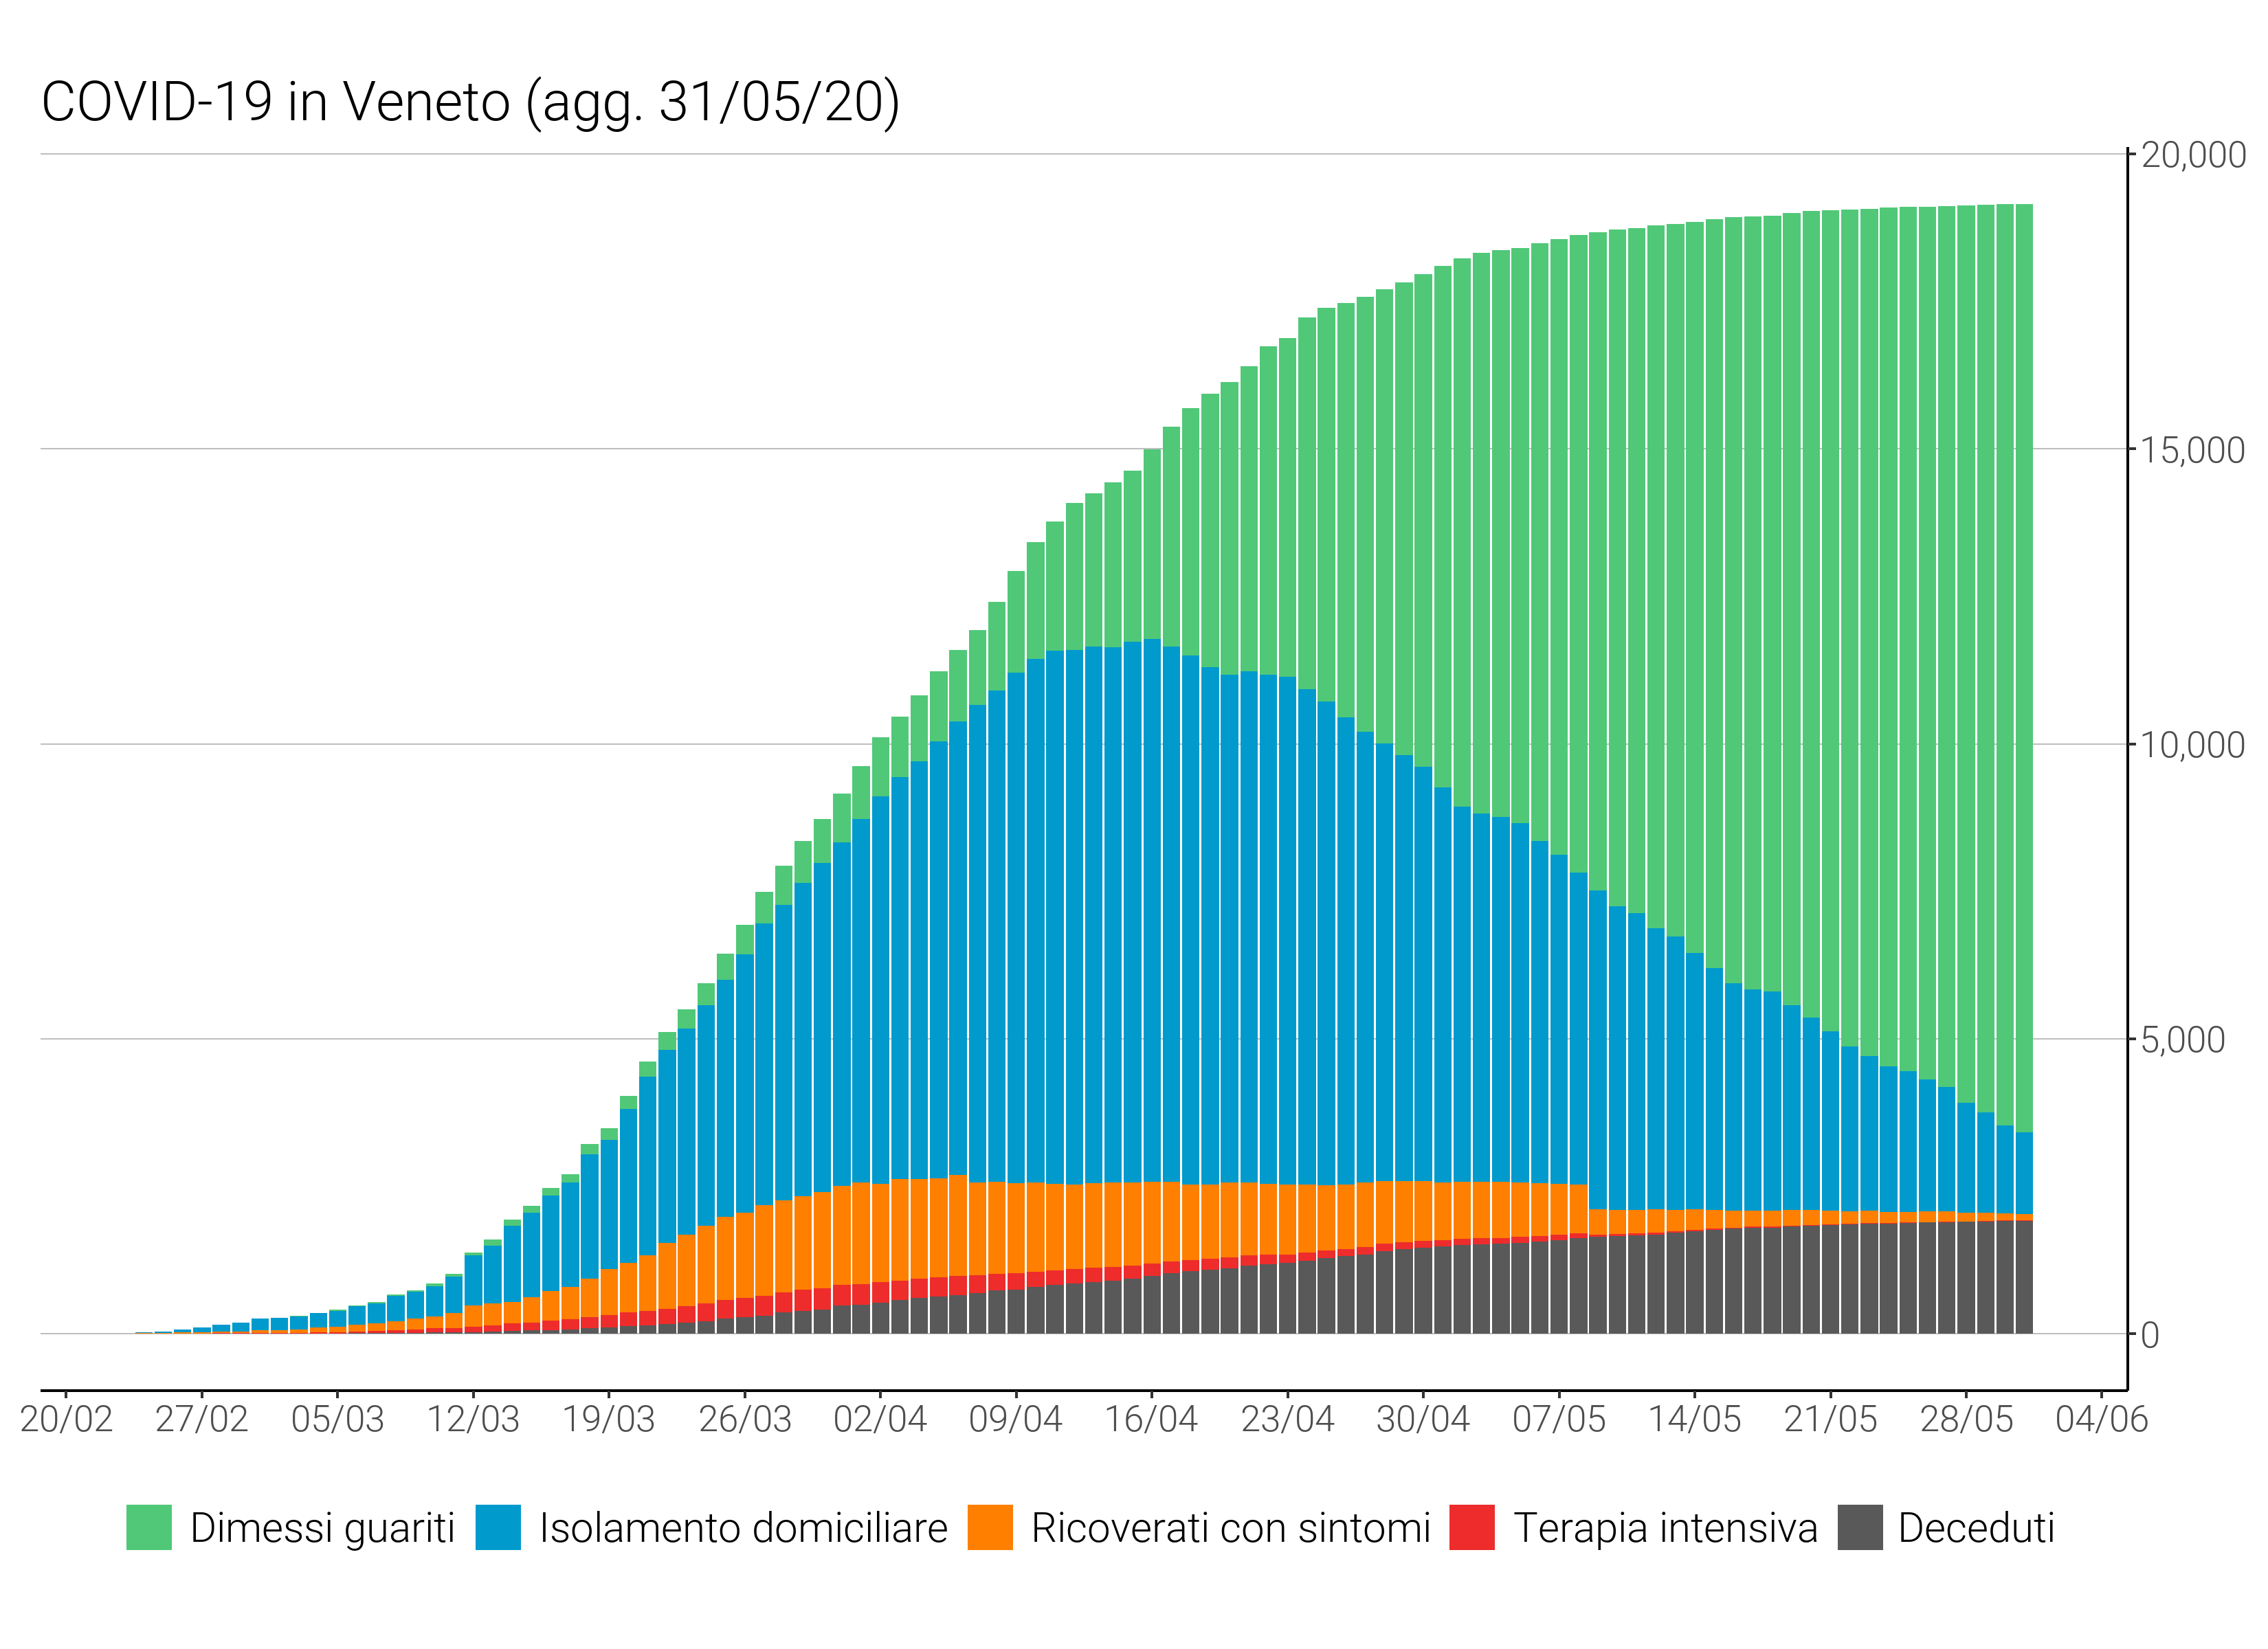 COVID-19 in Veneto (agg. 31/05/20)
20,000
15,000
10,000
5,000
0
20/02 27/02 05/03 12/03 19/03 26/03 02/04 09/04 16/04 23/04 30/04 07/05 14/05 21/05 28/05 04/06
Dimessi guariti Isolamento domiciliare Ricoverati con sintomi Terapia intensiva Deceduti